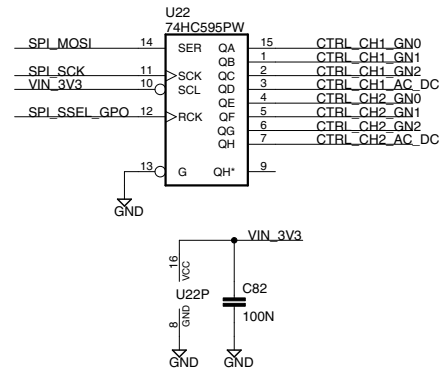 U22
74HC595PW
SPI_MOSI 14 SER QA 15 CTRL_CH1_GN0
QB 1 CTRL_CH1_GN1
SPI_SCK 11 SCK QC 2 CTRL_CH1_GN2
VIN_3V3 10 SCL QD 3 CTRL_CH1_AC_DC
QE 4 CTRL_CH2_GN0
SPI_SSEL_GPO 12 RCK QF 5 CTRL_CH2_GN1
QG 6 CTRL_CH2_GN2
QH 7 CTRL_CH2_AC_DC
13 G QH* 9
GND
VIN_3V3
16 VCC
U22P C82
8 GND 100N
GND GND